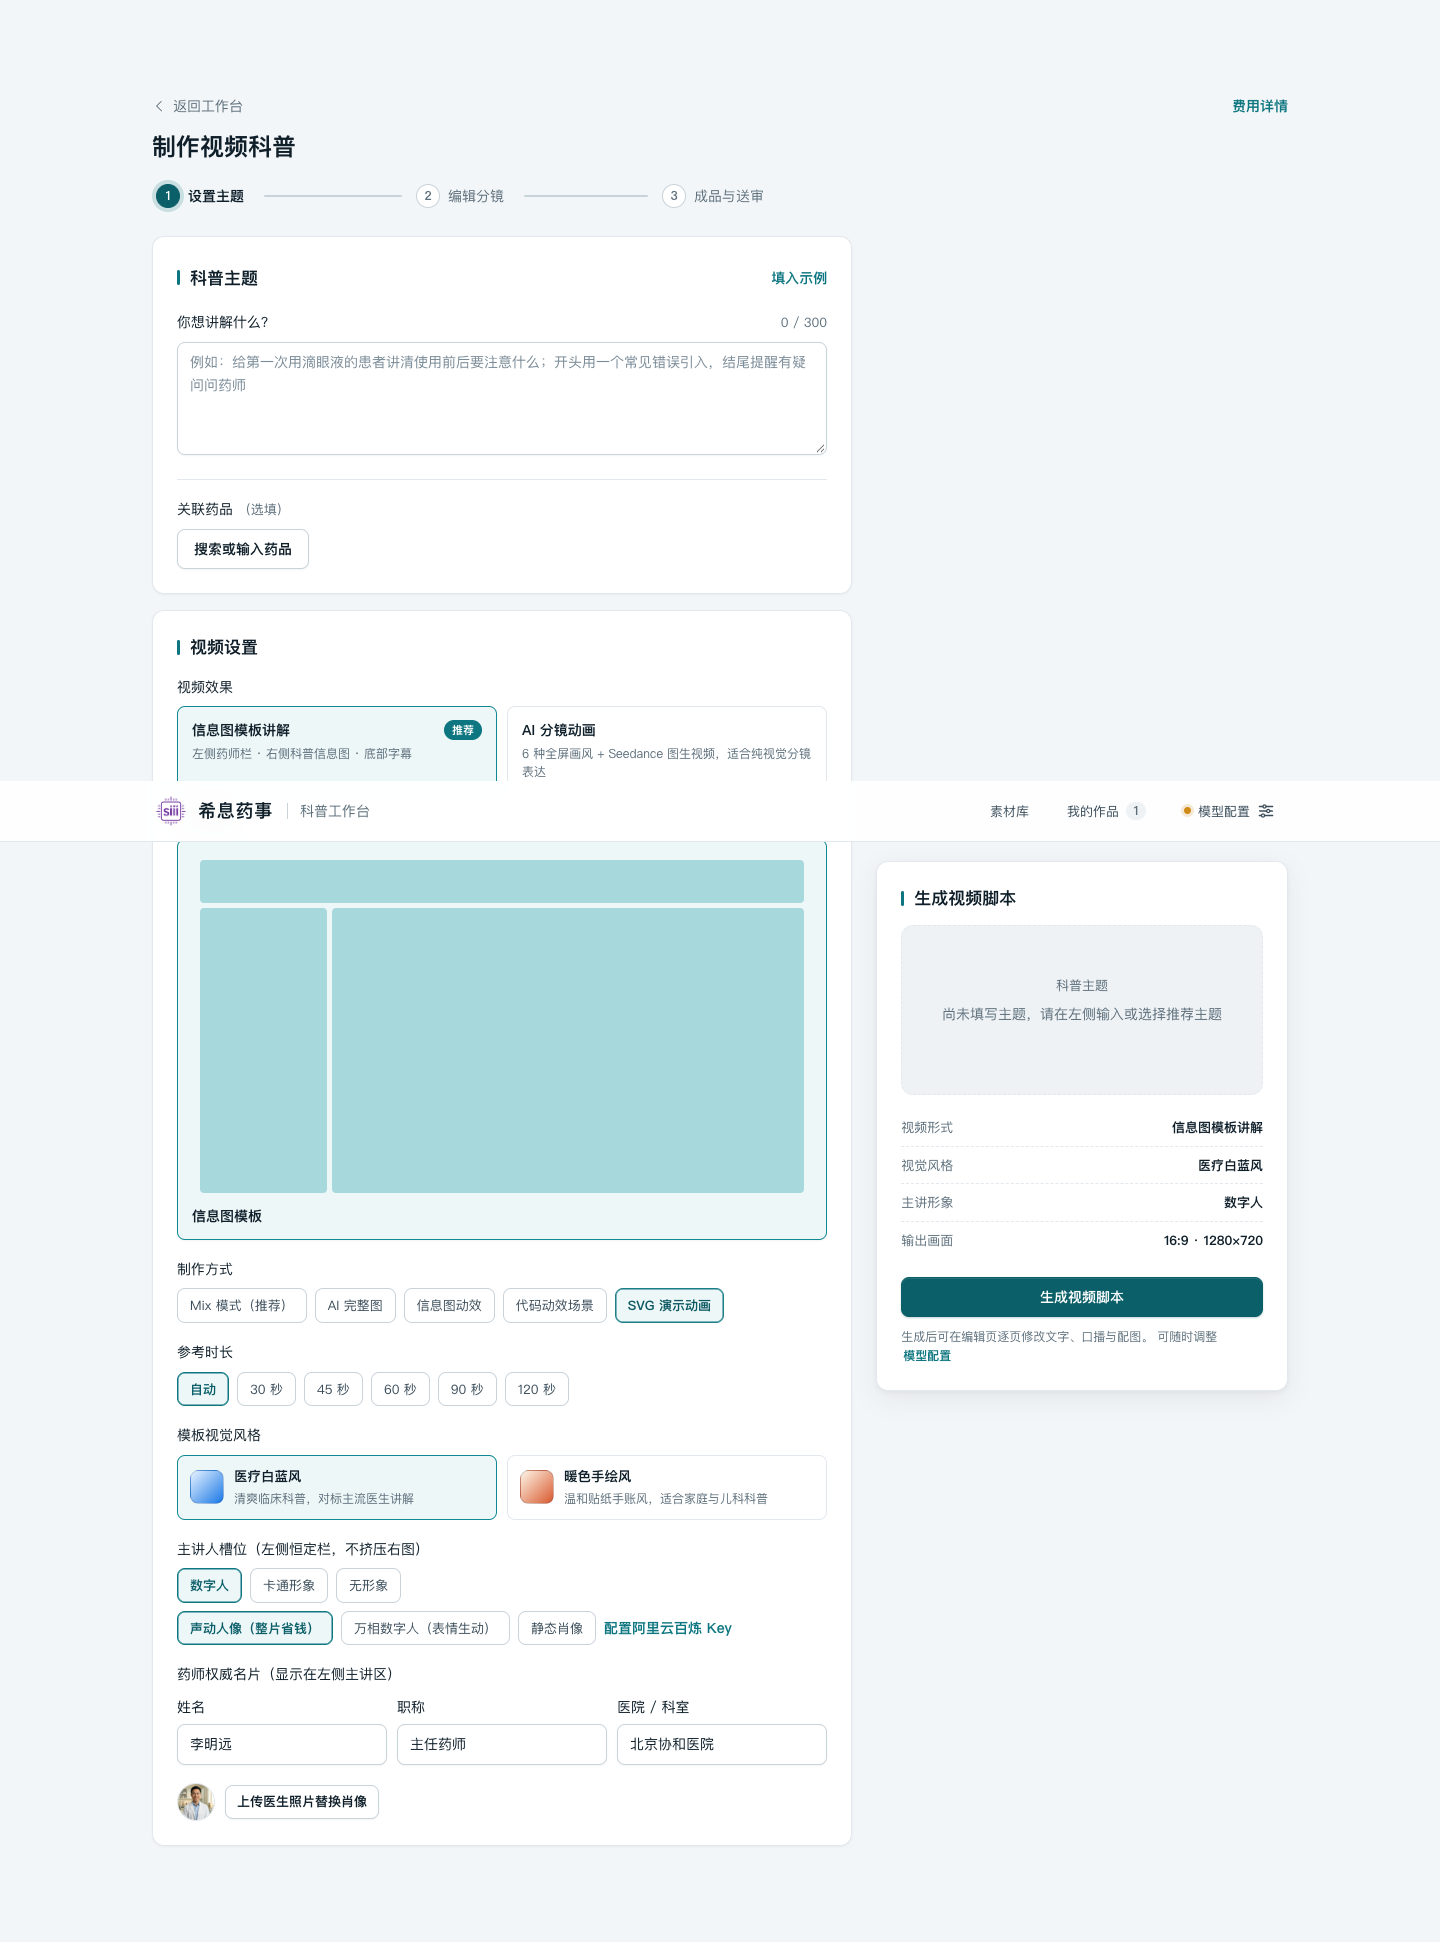 返回工作台
费用详情
制作视频科普
1 设置主题
2 编辑分镜
3 成品与送审
科普主题
填入示例
你想讲解什么？
0 / 300
例如：给第一次用滴眼液的患者讲清使用前后要注意什么；开头用一个常见错误引入，结尾提醒有疑
问问药师
关联药品 （选填）
搜索或输入药品
视频设置
视频效果
信息图模板讲解
推荐
左侧药师栏 · 右侧科普信息图 · 底部字幕
AI 分镜动画
6 种全屏画风 + Seedance 图生视频，适合纯视觉分镜
表达
siii
希息药事
科普工作台
素材库
我的作品 1
模型配置
信息图模板
制作方式
Mix 模式（推荐）
AI 完整图
信息图动效
代码动效场景
SVG 演示动画
参考时长
自动
30 秒
45 秒
60 秒
90 秒
120 秒
模板视觉风格
医疗白蓝风
清爽临床科普，对标主流医生讲解
暖色手绘风
温和贴纸手账风，适合家庭与儿科科普
主讲人槽位（左侧恒定栏，不挤压右图）
数字人
卡通形象
无形象
声动人像（整片省钱）
万相数字人（表情生动）
静态肖像
配置阿里云百炼 Key
药师权威名片（显示在左侧主讲区）
姓名
职称
医院 / 科室
李明远
主任药师
北京协和医院
上传医生照片替换肖像
生成视频脚本
科普主题
尚未填写主题，请在左侧输入或选择推荐主题
视频形式
信息图模板讲解
视觉风格
医疗白蓝风
主讲形象
数字人
输出画面
16:9 · 1280×720
生成视频脚本
生成后可在编辑页逐页修改文字、口播与配图。 可随时调整
模型配置